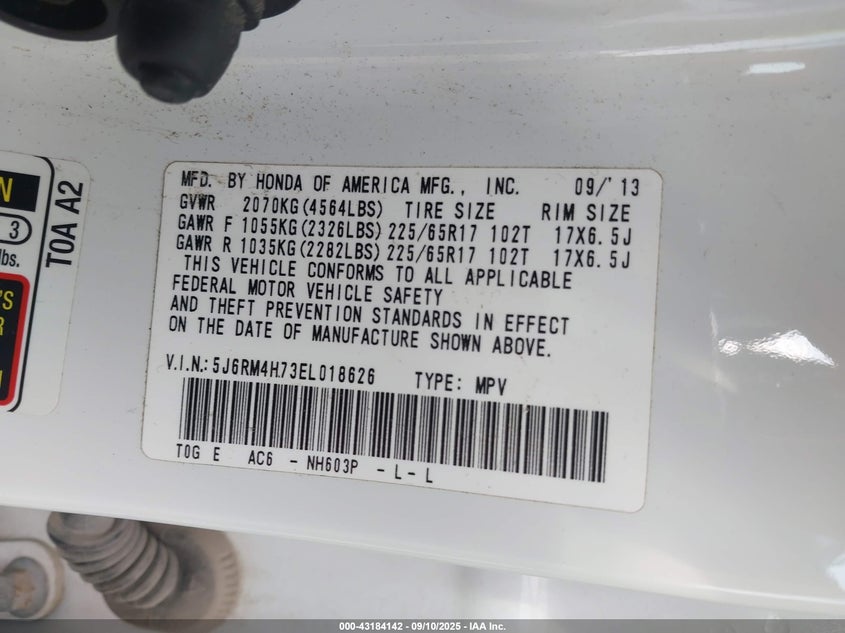 MFD. BY HONDA OF AMERICA MFG., INC. 09/'13
GVWR 2070KG(4564LBS) TIRE SIZE RIM SIZE
GAWR F 1055KG(2326LBS) 225/65R17 102T 17X6.5J
GAWR R 1035KG(2282LBS) 225/65R17 102T 17X6.5J
THIS VEHICLE CONFORMS TO ALL APPLICABLE
FEDERAL MOTOR VEHICLE SAFETY
AND THEFT PREVENTION STANDARDS IN EFFECT
ON THE DATE OF MANUFACTURE SHOWN ABOVE.
V.I.N.: 5J6RM4H73EL018626 TYPE: MPV
T0G E AC6 - NH603P - L - L
N
3
lbs.
T0A A2
'S
R
000-43184142 - 09/10/2025 - IAA Inc.